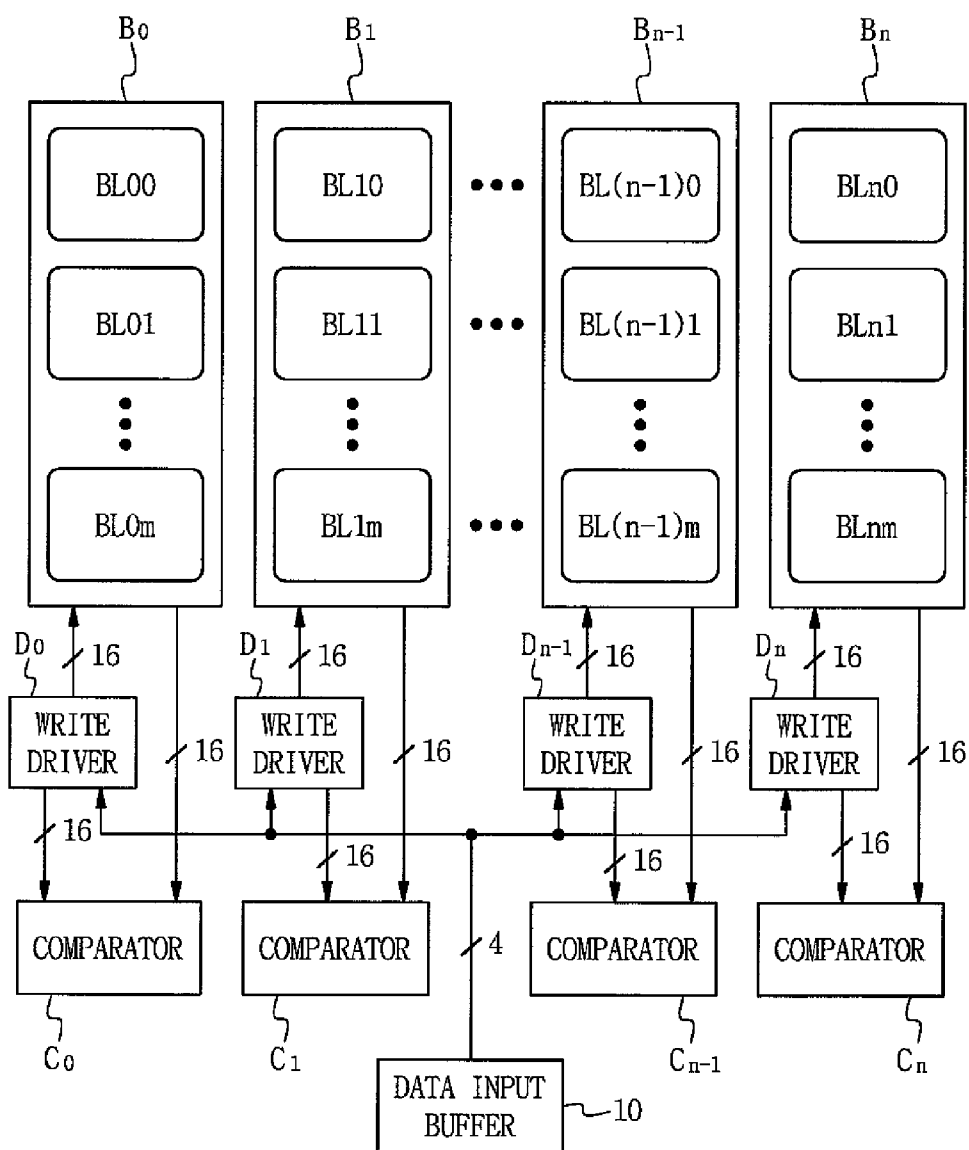 B0 B1 Bn-1 Bn
BL00 BL10 BL(n-1)0 BLn0
BL01 BL11 BL(n-1)1 BLn1
BL0m BL1m BL(n-1)m BLnm
D0 16 D1 16 Dn-1 16 Dn 16
WRITE DRIVER 16 WRITE DRIVER 16 WRITE DRIVER 16 WRITE DRIVER 16
16 16 16 16
COMPARATOR COMPARATOR 4 COMPARATOR COMPARATOR
C0 C1 Cn-1 Cn
DATA INPUT
BUFFER 10